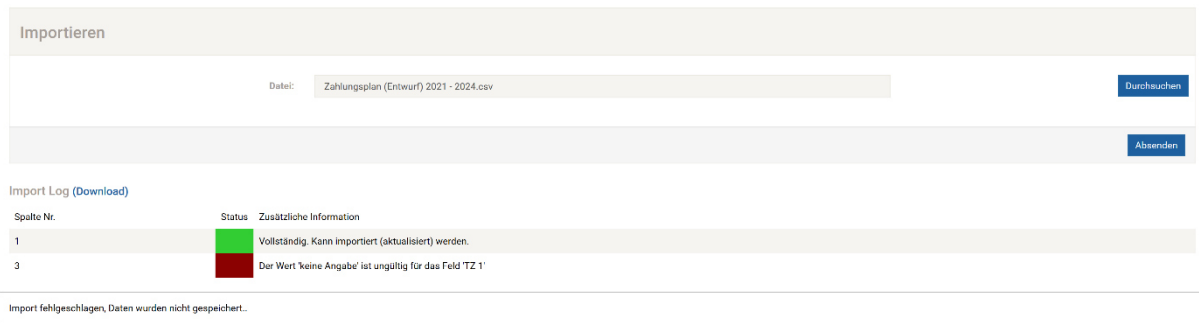 Importieren
Datei: Zahlungsplan (Entwurf) 2021 - 2024.csv Durchsuchen
Absenden
Import Log (Download)
Spalte Nr. Status Zusätzliche Information
1 Vollständig. Kann importiert (aktualisiert) werden.
3 Der Wert 'keine Angabe' ist ungültig für das Feld 'TZ 1'
Import fehlgeschlagen, Daten wurden nicht gespeichert..